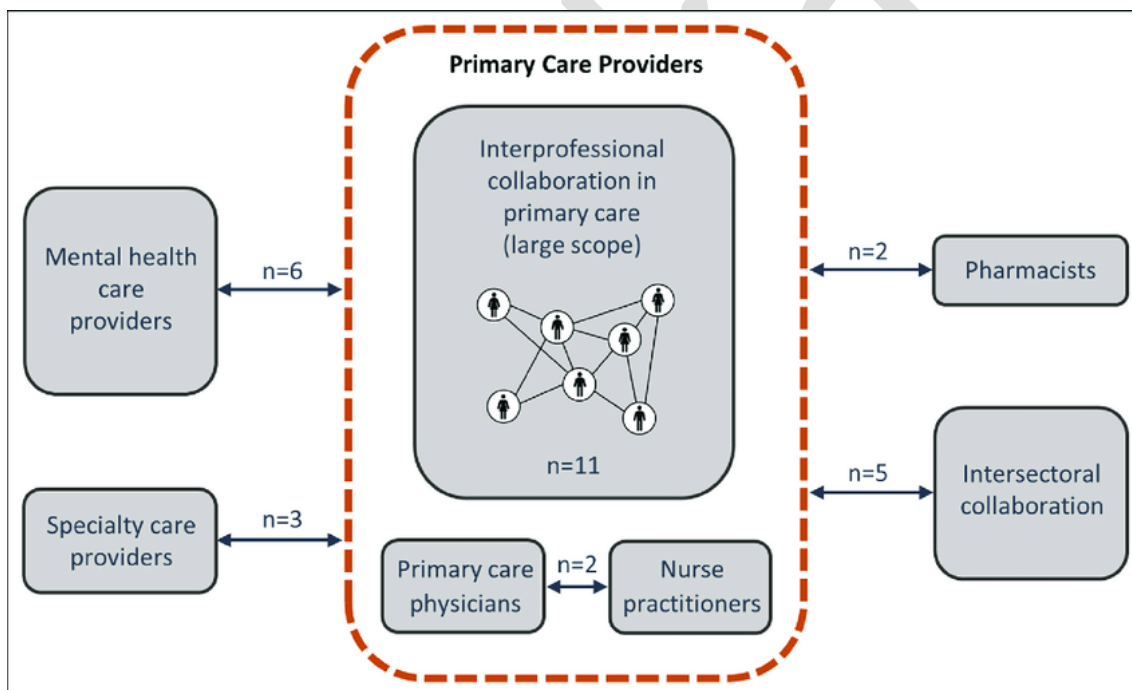 Primary Care Providers
Interprofessional
collaboration in
primary care
(large scope)
n=11
Mental health
care
providers
n=6
Specialty care
providers
n=3
Primary care
physicians
n=2
Nurse
practitioners
n=2
Pharmacists
n=5
Intersectoral
collaboration